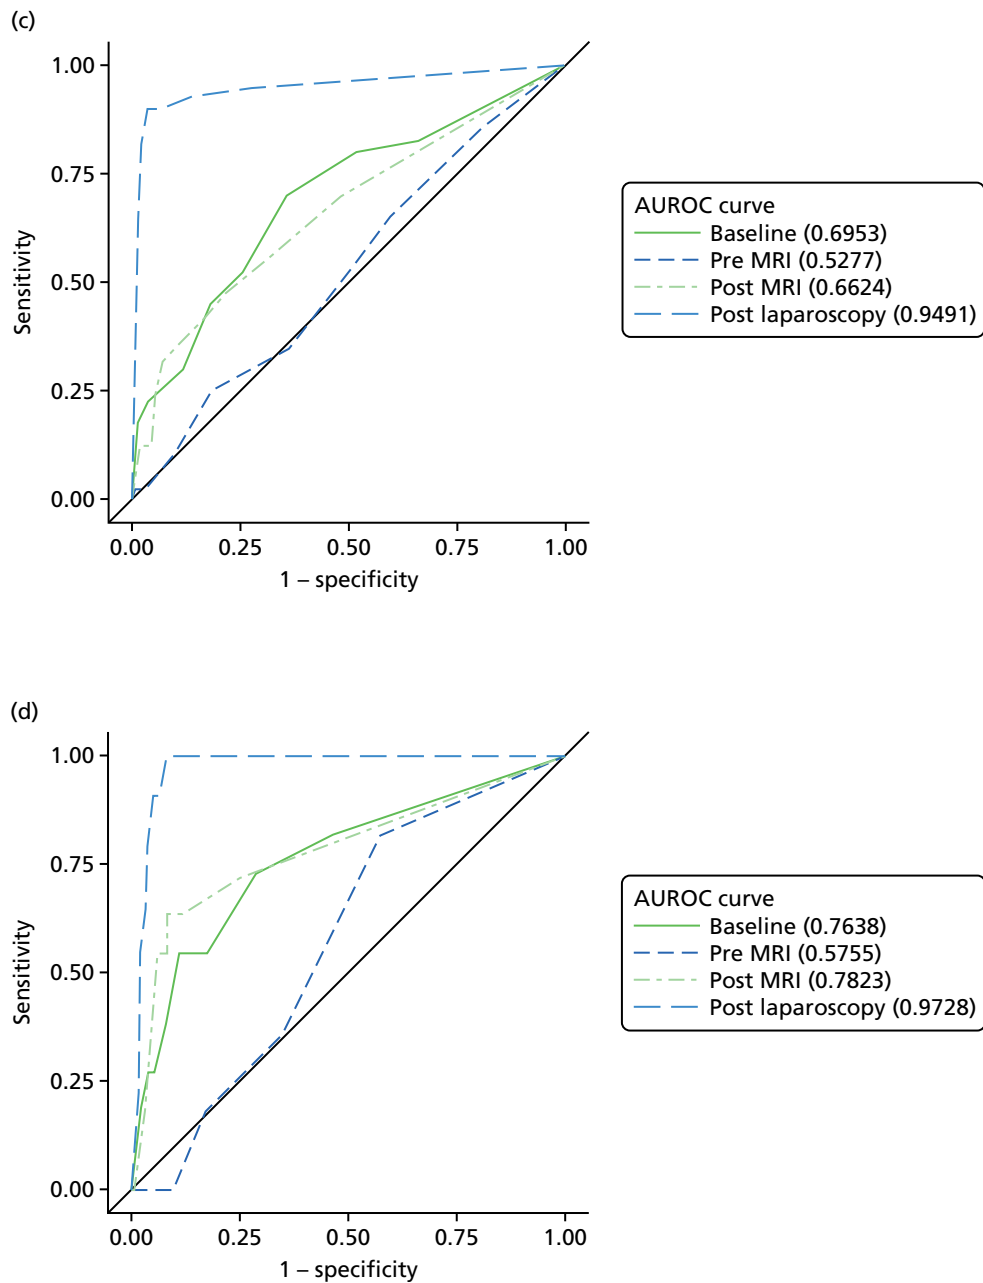 (c)
1.00
0.75
0.50
0.25
0.00
Sensitivity
0.00 0.25 0.50 0.75 1.00
1 – specificity
AUROC curve
Baseline (0.6953)
Pre MRI (0.5277)
Post MRI (0.6624)
Post laparoscopy (0.9491)
(d)
1.00
0.75
0.50
0.25
0.00
Sensitivity
0.00 0.25 0.50 0.75 1.00
1 – specificity
AUROC curve
Baseline (0.7638)
Pre MRI (0.5755)
Post MRI (0.7823)
Post laparoscopy (0.9728)